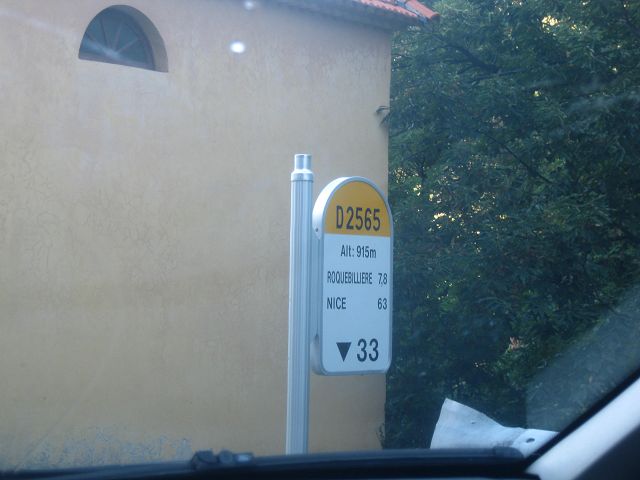 D2565
Alt: 915m
ROQUEBILLIERE 7,8
NICE 63
▼ 33